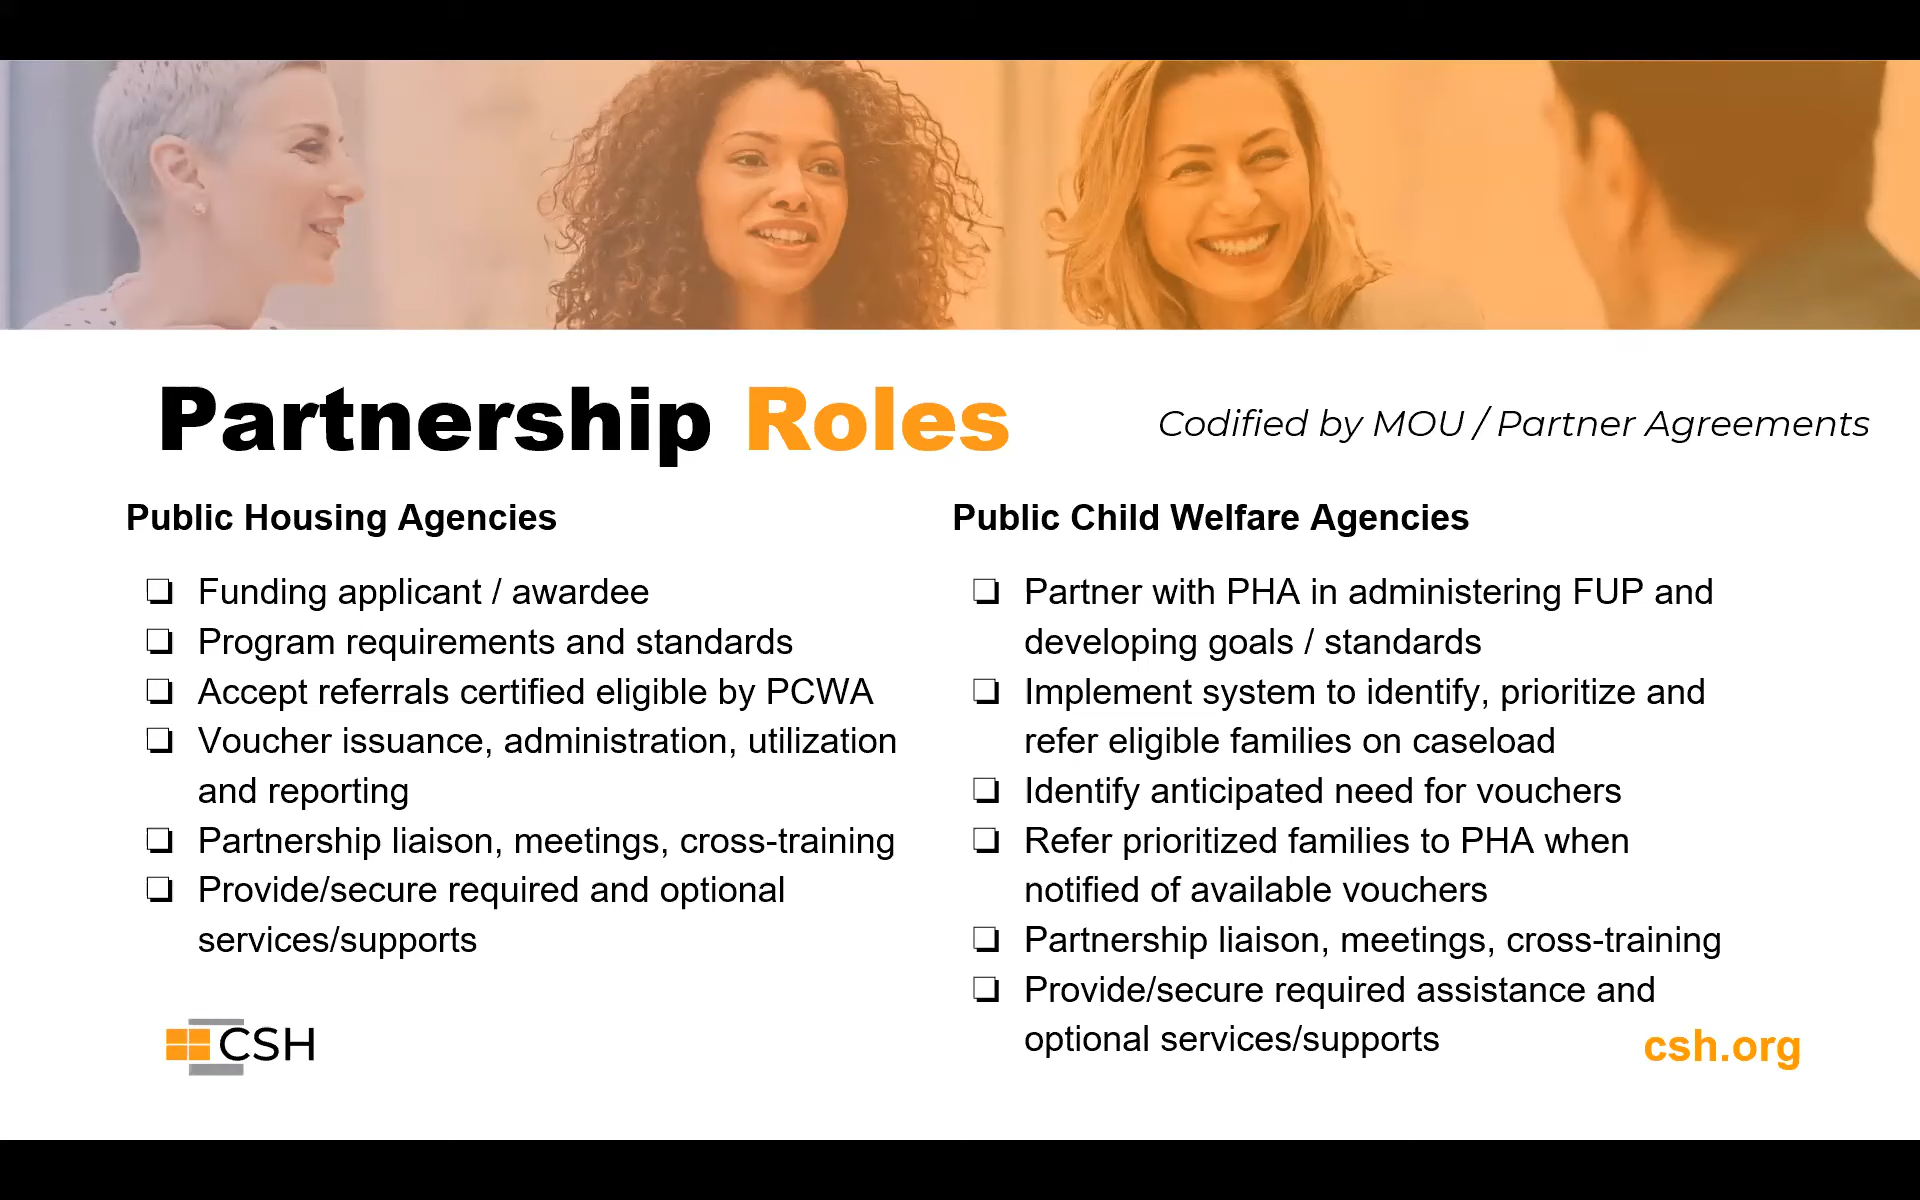 Partnership Roles
Codified by MOU / Partner Agreements
Public Housing Agencies
❏ Funding applicant / awardee
❏ Program requirements and standards
❏ Accept referrals certified eligible by PCWA
❏ Voucher issuance, administration, utilization
and reporting
❏ Partnership liaison, meetings, cross-training
❏ Provide/secure required and optional
services/supports
Public Child Welfare Agencies
❏ Partner with PHA in administering FUP and
developing goals / standards
❏ Implement system to identify, prioritize and
refer eligible families on caseload
❏ Identify anticipated need for vouchers
❏ Refer prioritized families to PHA when
notified of available vouchers
❏ Partnership liaison, meetings, cross-training
❏ Provide/secure required assistance and
optional services/supports
CSH
csh.org